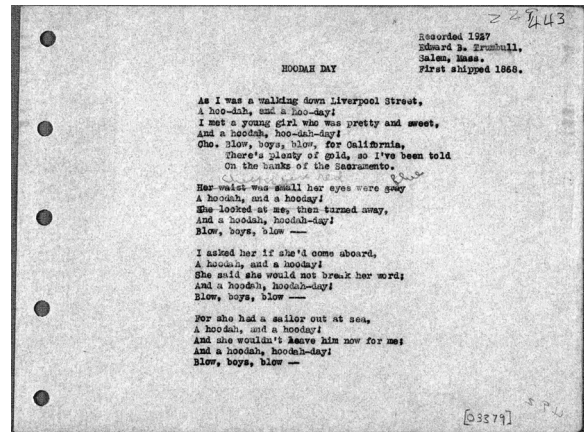 443
Recorded 1927
Edward B. Trumbull,
Salem, Mass.
First shipped 1868.
HOODAH DAY
As I was a walking down Liverpool Street,
A hoo-dah, and a hoo-day!
I met a young girl who was pretty and sweet,
And a hoodah, hoo-dah-day!
Cho. Blow, boys, blow, for California,
There's plenty of gold, so I've been told
On the banks of the Sacramento.
Blue
Her waist was small her eyes were gray
A hoodah, and a hooday!
She looked at me, then turned away,
And a hoodah, hoodah-day!
Blow, boys, blow —
I asked her if she'd come aboard,
A hoodah, and a hooday!
She said she would not break her word;
And a hoodah, hoodah-day!
Blow, boys, blow —
For she had a sailor out at sea,
A hoodah, and a hooday!
And she wouldn't leave him now for me;
And a hoodah, hoodah-day!
Blow, boys, blow —
[03379]